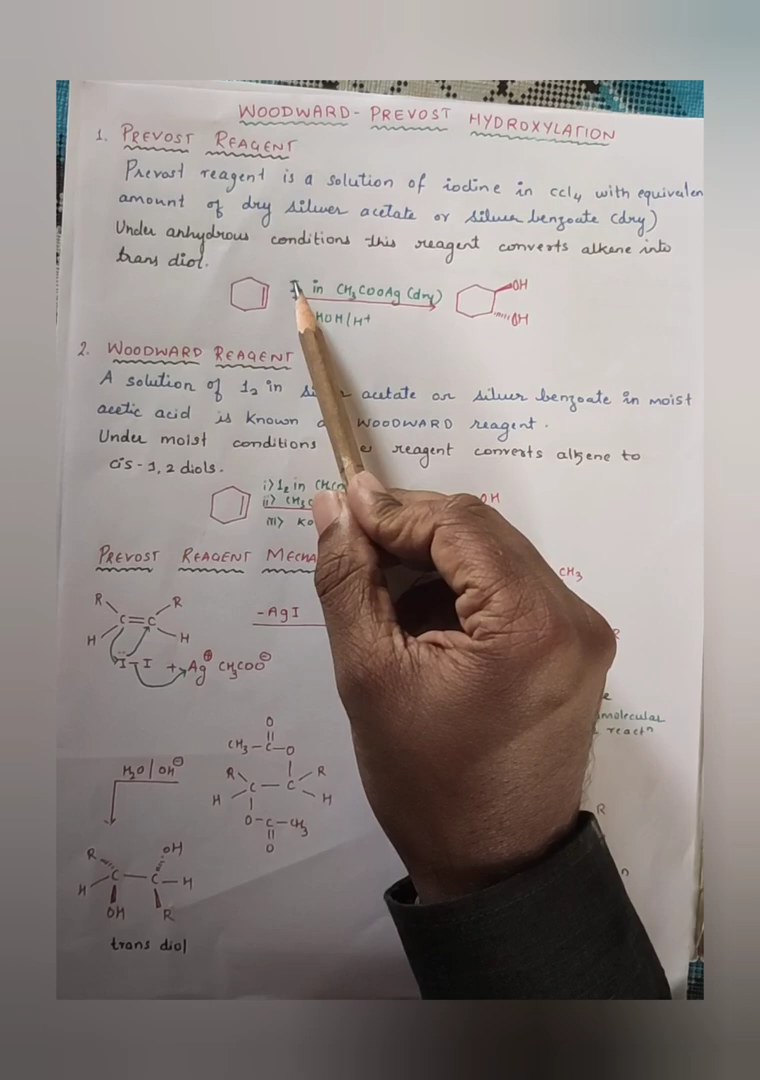 WOODWARD-PREVOST HYDROXYLATION
1. PREVOST REAGENT
Prevost reagent is a solution of iodine in CCl4 with equivalen
amount of dry silver acetate or silver benzoate (dry)
Under anhydrous conditions this reagent converts alkene into
trans diol.
in CH3COOAg (dry)
HOH/H+
OH
OH
2. WOODWARD REAGENT
A solution of I2 in acetate or silver benzoate in moist
acetic acid is known WOODWARD reagent.
Under moist conditions reagent converts alkene to
cis-1,2 diols.
i) I2 in
ii)
iii)
OH
PREVOST REAGENT
CH3
R R
C=C
H H
-AgI
I-I + Ag⊕ CH3COO⊖
molecular
reactn
O
CH3-C-O
R R
C-C
H H
O-C-CH3
O
H2O/OH⊖
R
R OH
C-C-H
H
OH R
trans diol